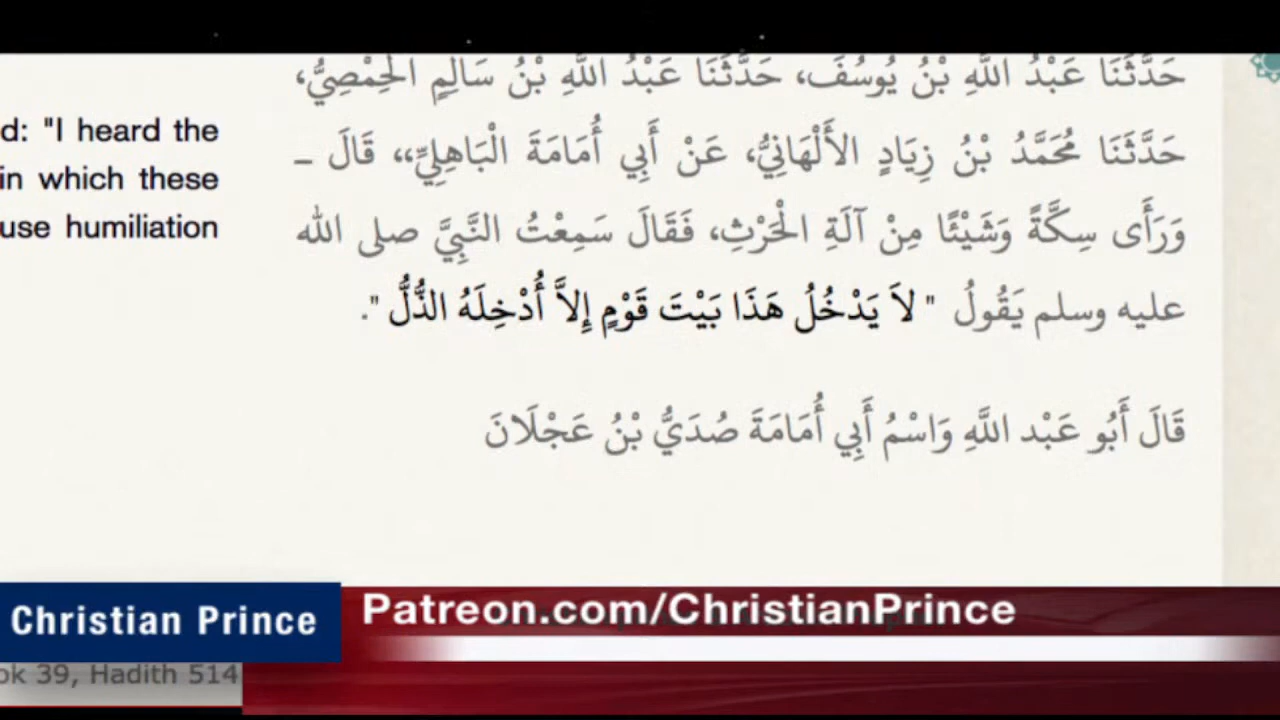 حَدَّثَنَا عَبْدُ اللَّهِ بْنُ يُوسُفَ، حَدَّثَنَا عَبْدُ اللَّهِ بْنُ سَالِمٍ الْحِمْصِيُّ،
حَدَّثَنَا مُحَمَّدُ بْنُ زِيَادٍ الأَلْهَانِيُّ، عَنْ أَبِي أُمَامَةَ الْبَاهِلِيِّ،، قَالَ ـ
وَرَأَى سِكَّةً وَشَيْئًا مِنْ آلَةِ الْحَرْثِ، فَقَالَ سَمِعْتُ النَّبِيَّ صلى الله
عليه وسلم يَقُولُ " لاَ يَدْخُلُ هَذَا بَيْتَ قَوْمٍ إِلاَّ أُدْخِلَهُ الذُّلُّ ".
قَالَ أَبُو عَبْد اللَّهِ وَاسْمُ أَبِي أُمَامَةَ صُدَيُّ بْنُ عَجْلَانَ
d: "I heard the
in which these
use humiliation
Christian Prince
Patreon.com/ChristianPrince
ok 39, Hadith 514